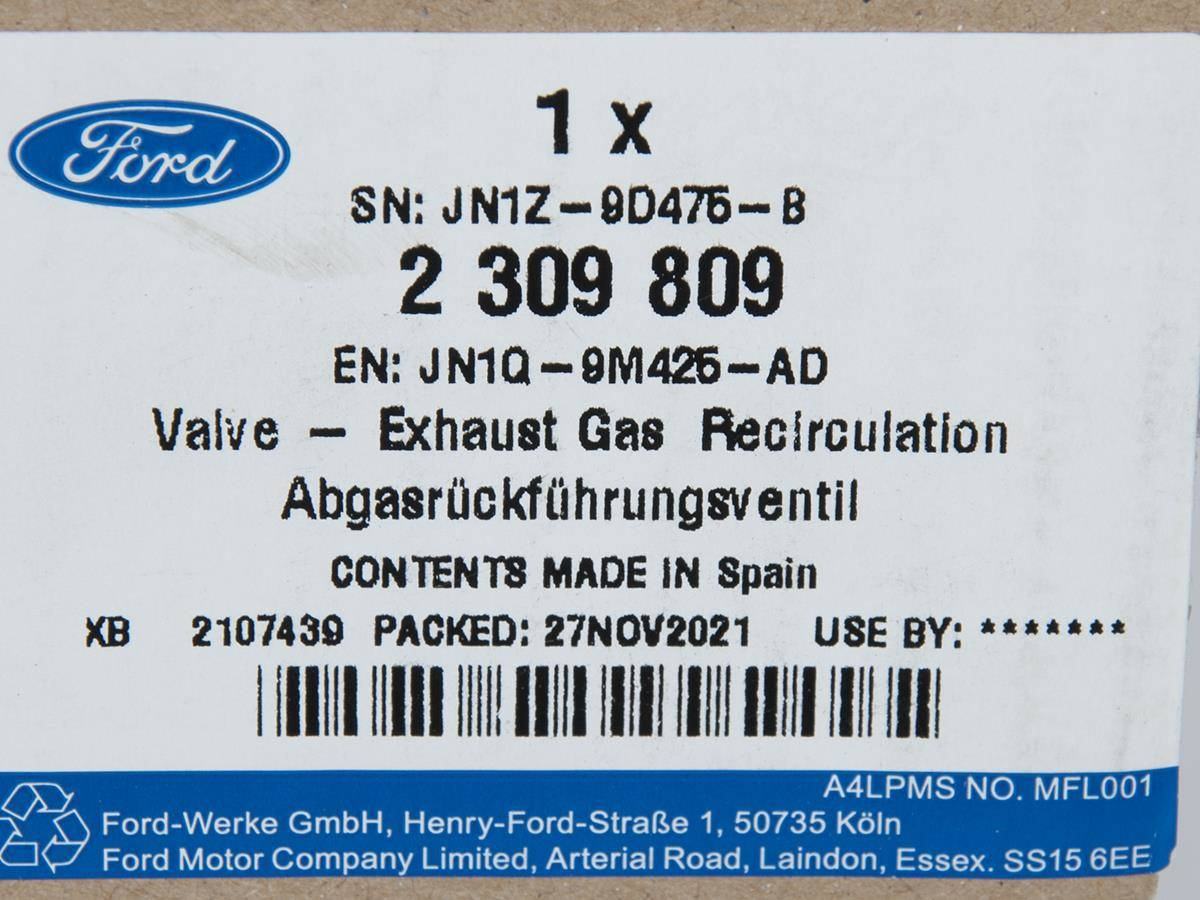 Ford
1 x
SN: JN1Z-9D475-B
2 309 809
EN: JN1Q-9M425-AD
Valve - Exhaust Gas Recirculation
Abgasrückführungsventil
CONTENTS MADE IN Spain
XB 2107439 PACKED: 27NOV2021 USE BY: *******
A4LPMS NO. MFL001
Ford-Werke GmbH, Henry-Ford-Straße 1, 50735 Köln
Ford Motor Company Limited, Arterial Road, Laindon, Essex. SS15 6EE